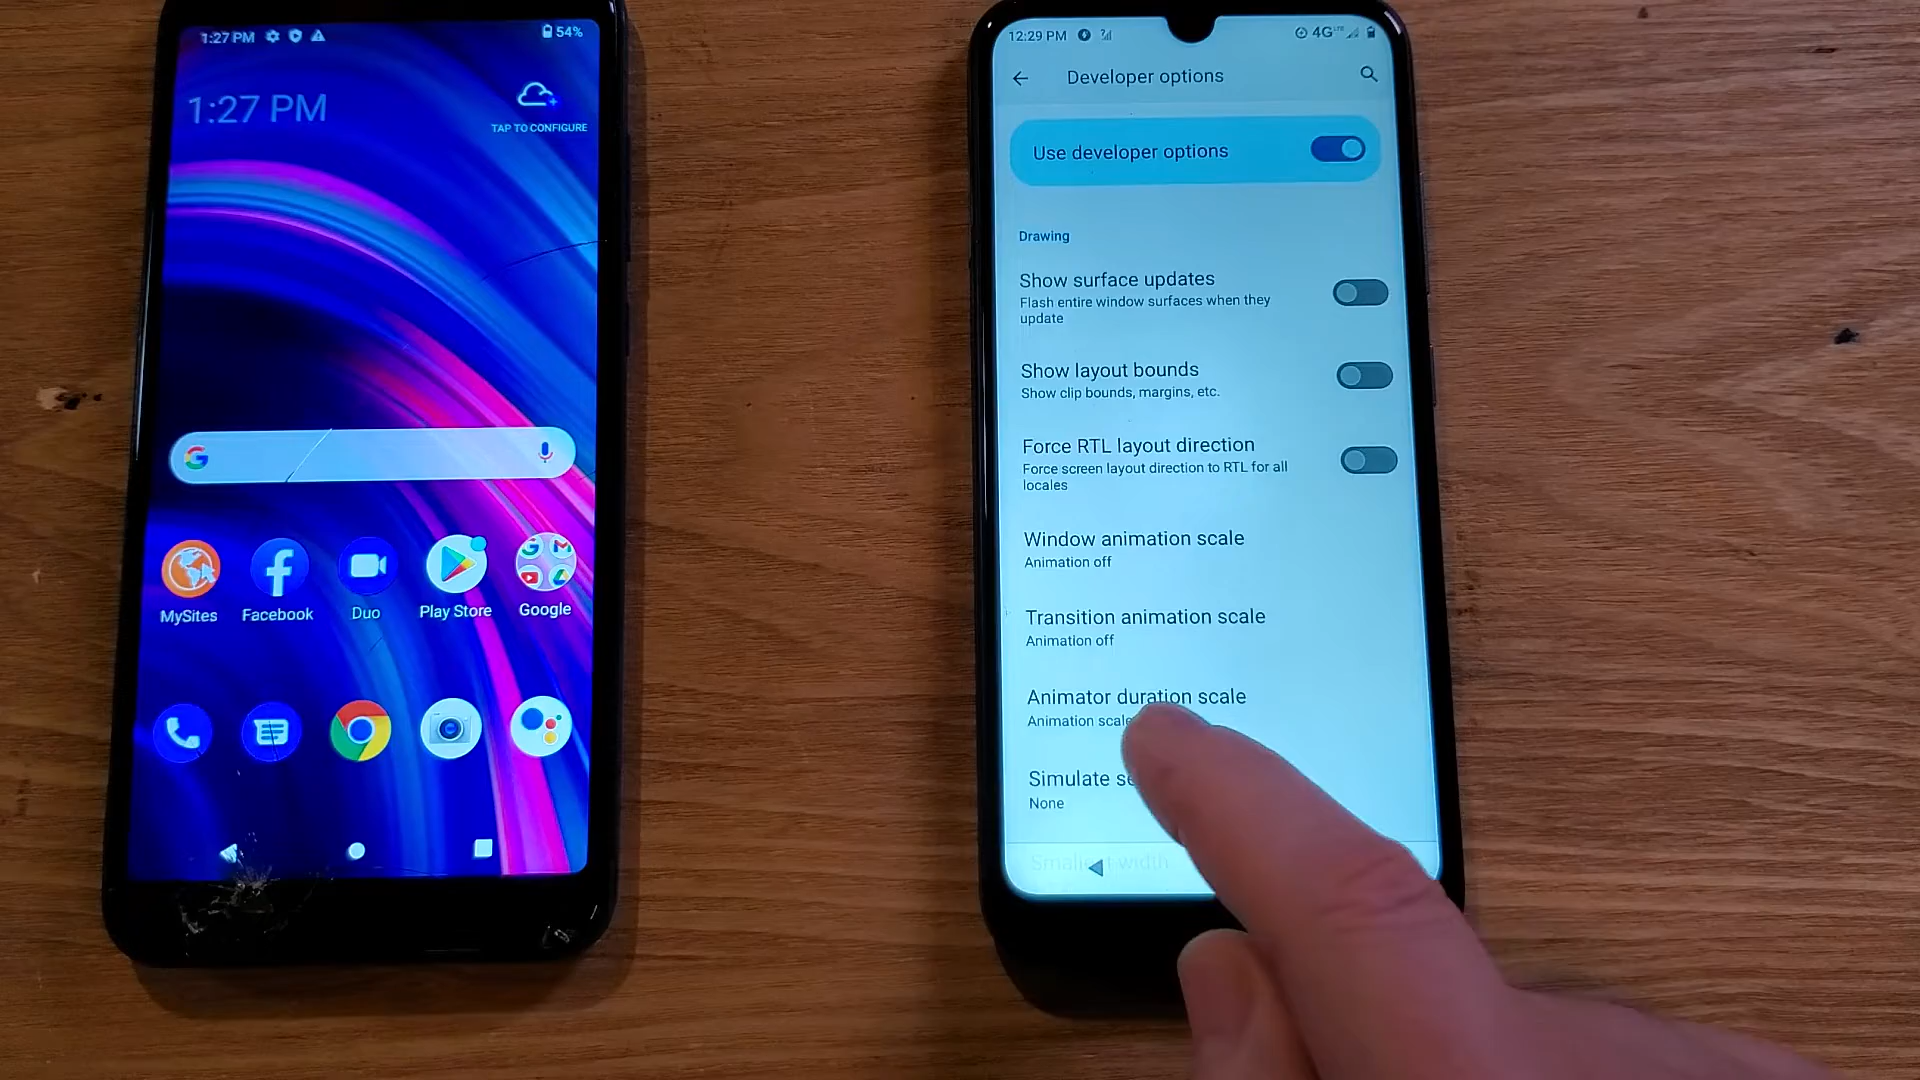 1:27 PM
54%
1:27 PM
TAP TO CONFIGURE
MySites
Facebook
Duo
Play Store
Google
12:29 PM
4G LTE
Developer options
Use developer options
Drawing
Show surface updates
Flash entire window surfaces when they
update
Show layout bounds
Show clip bounds, margins, etc.
Force RTL layout direction
Force screen layout direction to RTL for all
locales
Window animation scale
Animation off
Transition animation scale
Animation off
Animator duration scale
Animation scale
Simulate
None
Smallest width